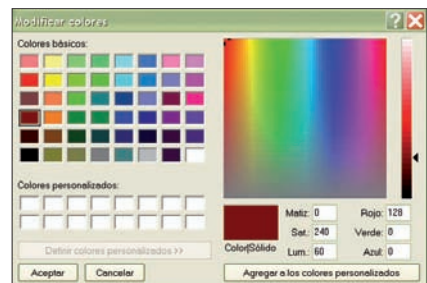 Modificar colores
Colores básicos:
Colores personalizados:
Definir colores personalizados >>
Aceptar
Cancelar
Color|Sólido
Matiz: 0
Sat.: 240
Lum.: 60
Rojo: 128
Verde: 0
Azul: 0
Agregar a los colores personalizados